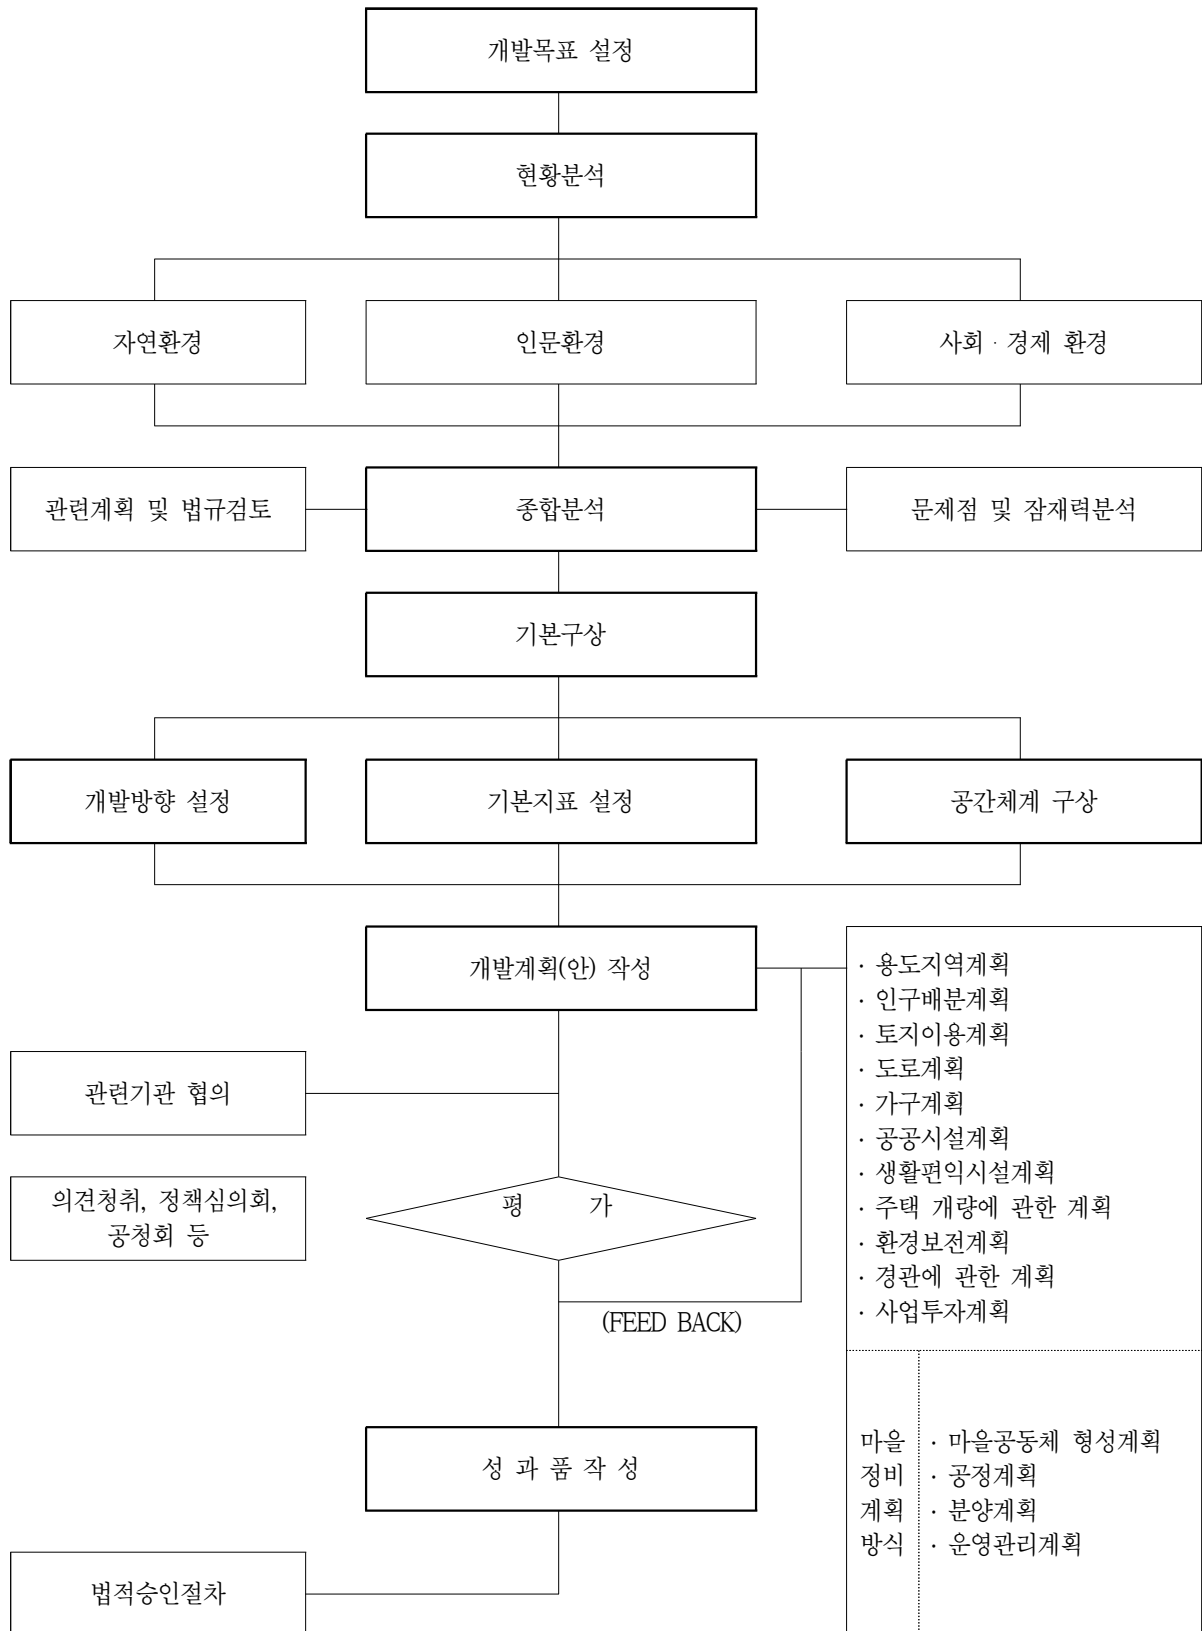 개발목표 설정
현황분석
자연환경
인문환경
사회 · 경제 환경
관련계획 및 법규검토
종합분석
문제점 및 잠재력분석
기본구상
개발방향 설정
기본지표 설정
공간체계 구상
개발계획(안) 작성
· 용도지역계획
· 인구배분계획
· 토지이용계획
· 도로계획
· 가구계획
· 공공시설계획
· 생활편익시설계획
· 주택 개량에 관한 계획
· 환경보전계획
· 경관에 관한 계획
· 사업투자계획
관련기관 협의
의견청취, 정책심의회,
공청회 등
평 가
(FEED BACK)
마을 · 마을공동체 형성계획
정비 · 공정계획
계획 · 분양계획
방식 · 운영관리계획
성 과 품 작 성
법적승인절차